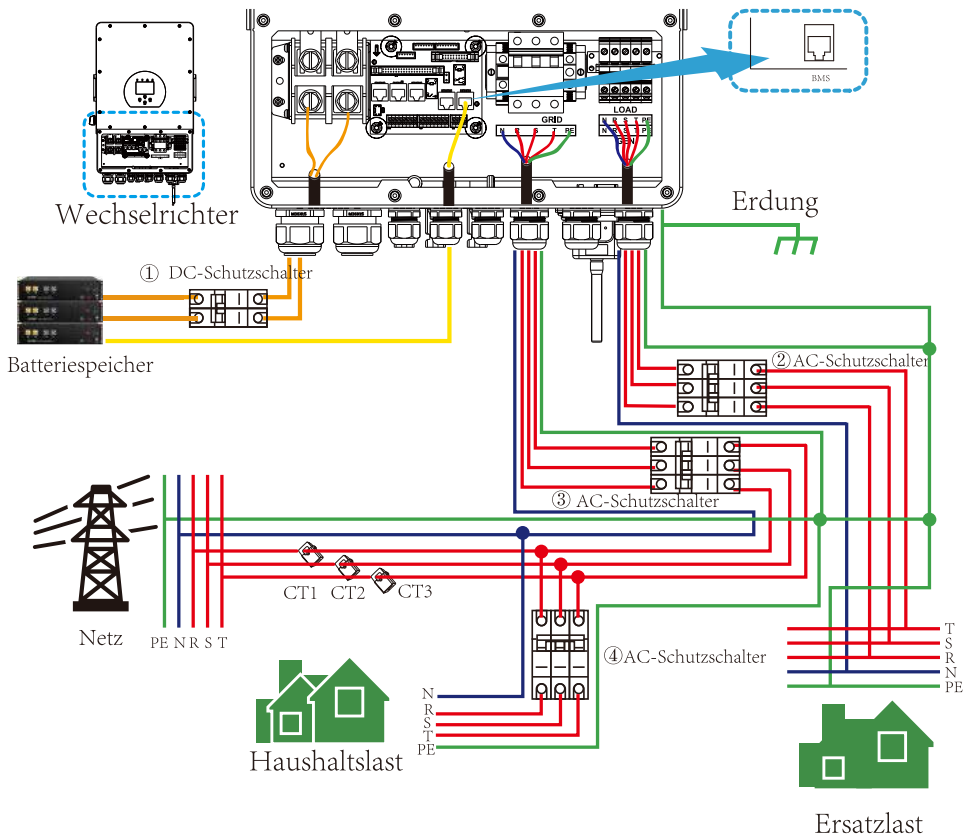 BMS
LOAD
GRID
N R S T PE
N R S T PE
N R S T PE
GEN
Wechselrichter
Erdung
① DC-Schutzschalter
Batteriespeicher
②AC-Schutzschalter
③ AC-Schutzschalter
CT1 CT2 CT3
Netz
PE N R S T
④AC-Schutzschalter
T
S
R
N
PE
N
R
S
T
PE
Haushaltslast
Ersatzlast